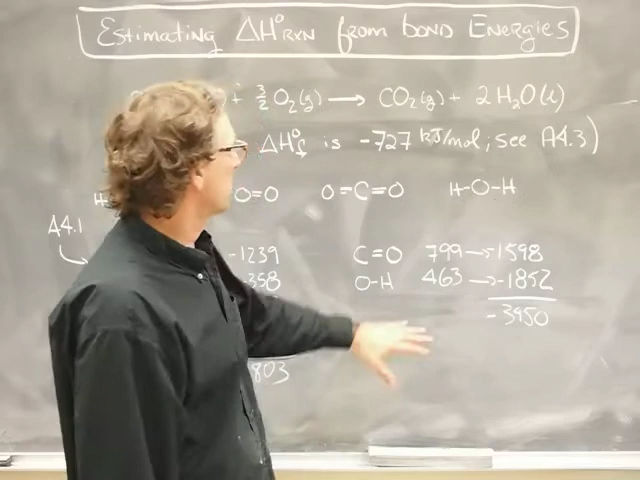 Estimating ΔH°RXN from bond Energies
+ 3/2 O₂(g) → CO₂(g) + 2 H₂O(l)
ΔH°f is -727 kJ/mol; see A4.3)
H O=O O=C=O H-O-H
A4.1
-1239 C=O 799 → -1598
358 O-H 463 → -1852
-3450
803